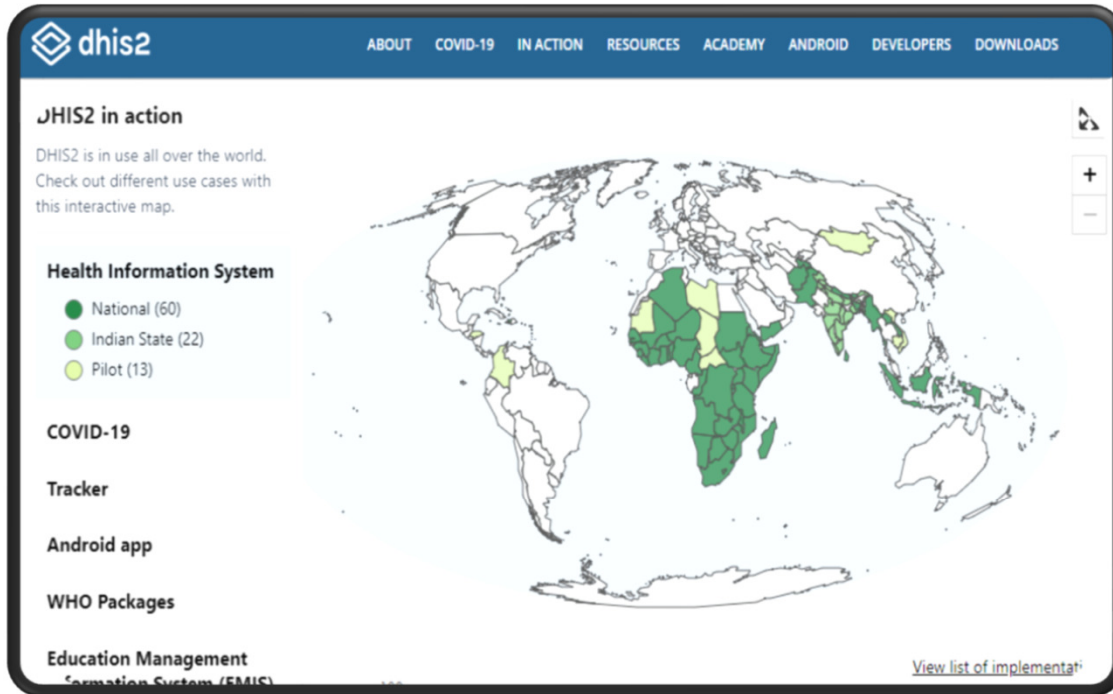 dhis2
ABOUT COVID-19 IN ACTION RESOURCES ACADEMY ANDROID DEVELOPERS DOWNLOADS
DHIS2 in action
DHIS2 is in use all over the world.
Check out different use cases with
this interactive map.
+
−
Health Information System
National (60)
Indian State (22)
Pilot (13)
COVID-19
Tracker
Android app
WHO Packages
Education Management
View list of